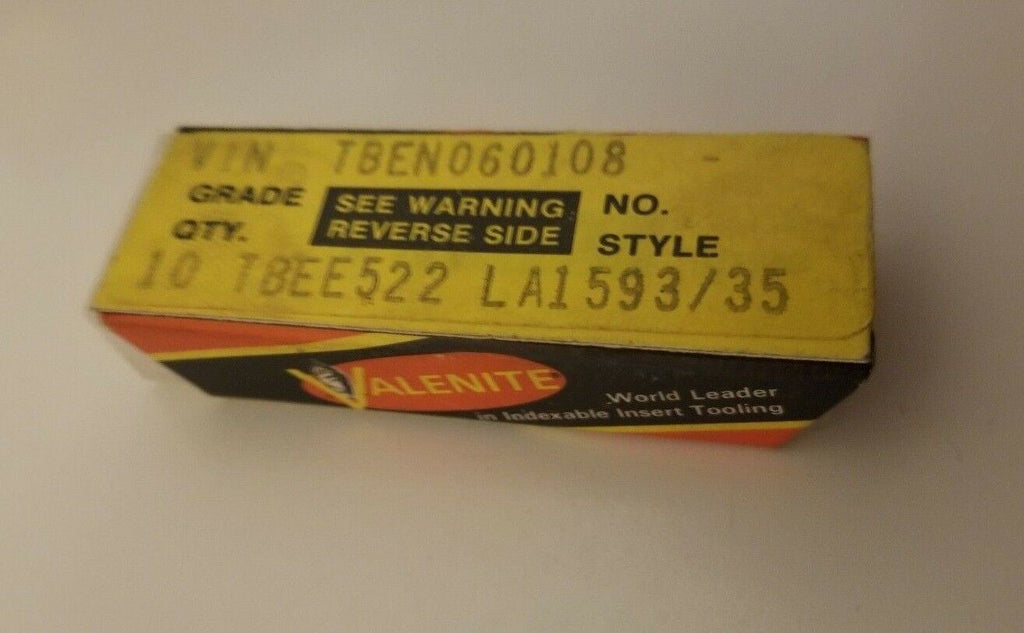 V1N TBEN060108 -
GRADE
SEE WARNING
NO.
QTY.
REVERSE SIDE
STYLE
10 TBEE522 LA1593/35
VALENITE
World Leader
in Indexable Insert Tooling